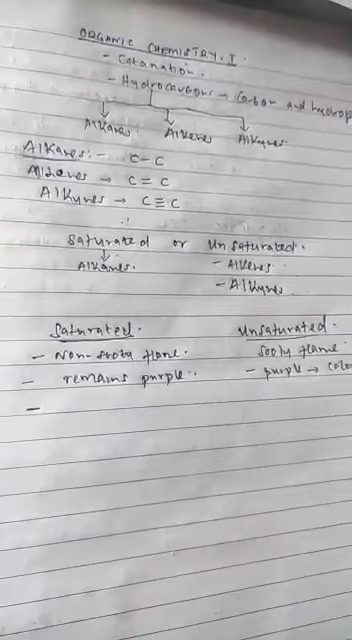 ORGANIC CHEMISTRY. I
- Catanation.
- Hydrocarbons → Carbon and hydrog
Alkanes Alkenes Alkynes
Alkanes: - C - C
Alkenes → C = C
Alkynes → C ≡ C
∴
Saturated or Unsaturated.
Alkanes. - Alkenes.
- Alkynes
Saturated. Unsaturated.
- Non-sooty flame. Sooty flame.
- remains purple. - purple → colo
-